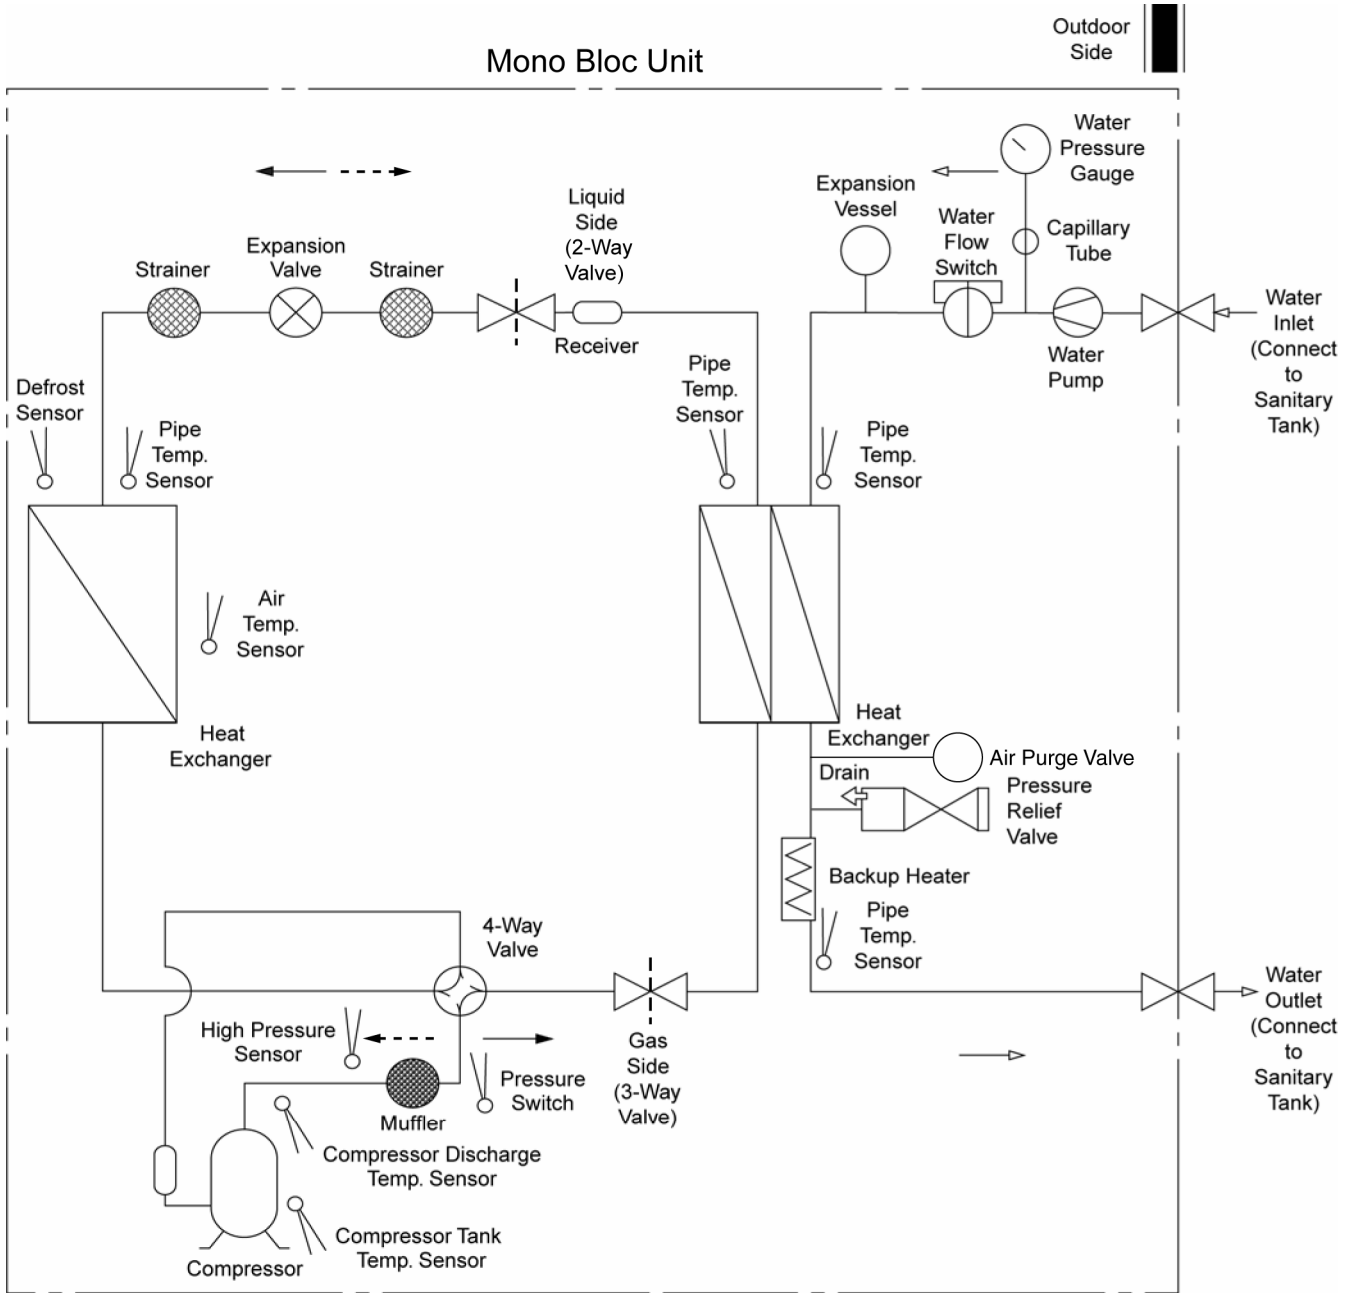 Outdoor
Side
Mono Bloc Unit
Water
Pressure
Gauge
Expansion
Vessel
Water
Flow
Switch
Capillary
Tube
Liquid
Side
(2-Way
Valve)
Strainer
Expansion
Valve
Strainer
Receiver
Water
Pump
Water
Inlet
(Connect
to
Sanitary
Tank)
Defrost
Sensor
Pipe
Temp.
Sensor
Pipe
Temp.
Sensor
Pipe
Temp.
Sensor
Air
Temp.
Sensor
Heat
Exchanger
Heat
Exchanger
Air Purge Valve
Drain
Pressure
Relief
Valve
Backup Heater
Pipe
Temp.
Sensor
4-Way
Valve
Water
Outlet
(Connect
to
Sanitary
Tank)
High Pressure
Sensor
Gas
Side
(3-Way
Valve)
Pressure
Switch
Muffler
Compressor Discharge
Temp. Sensor
Compressor Tank
Temp. Sensor
Compressor